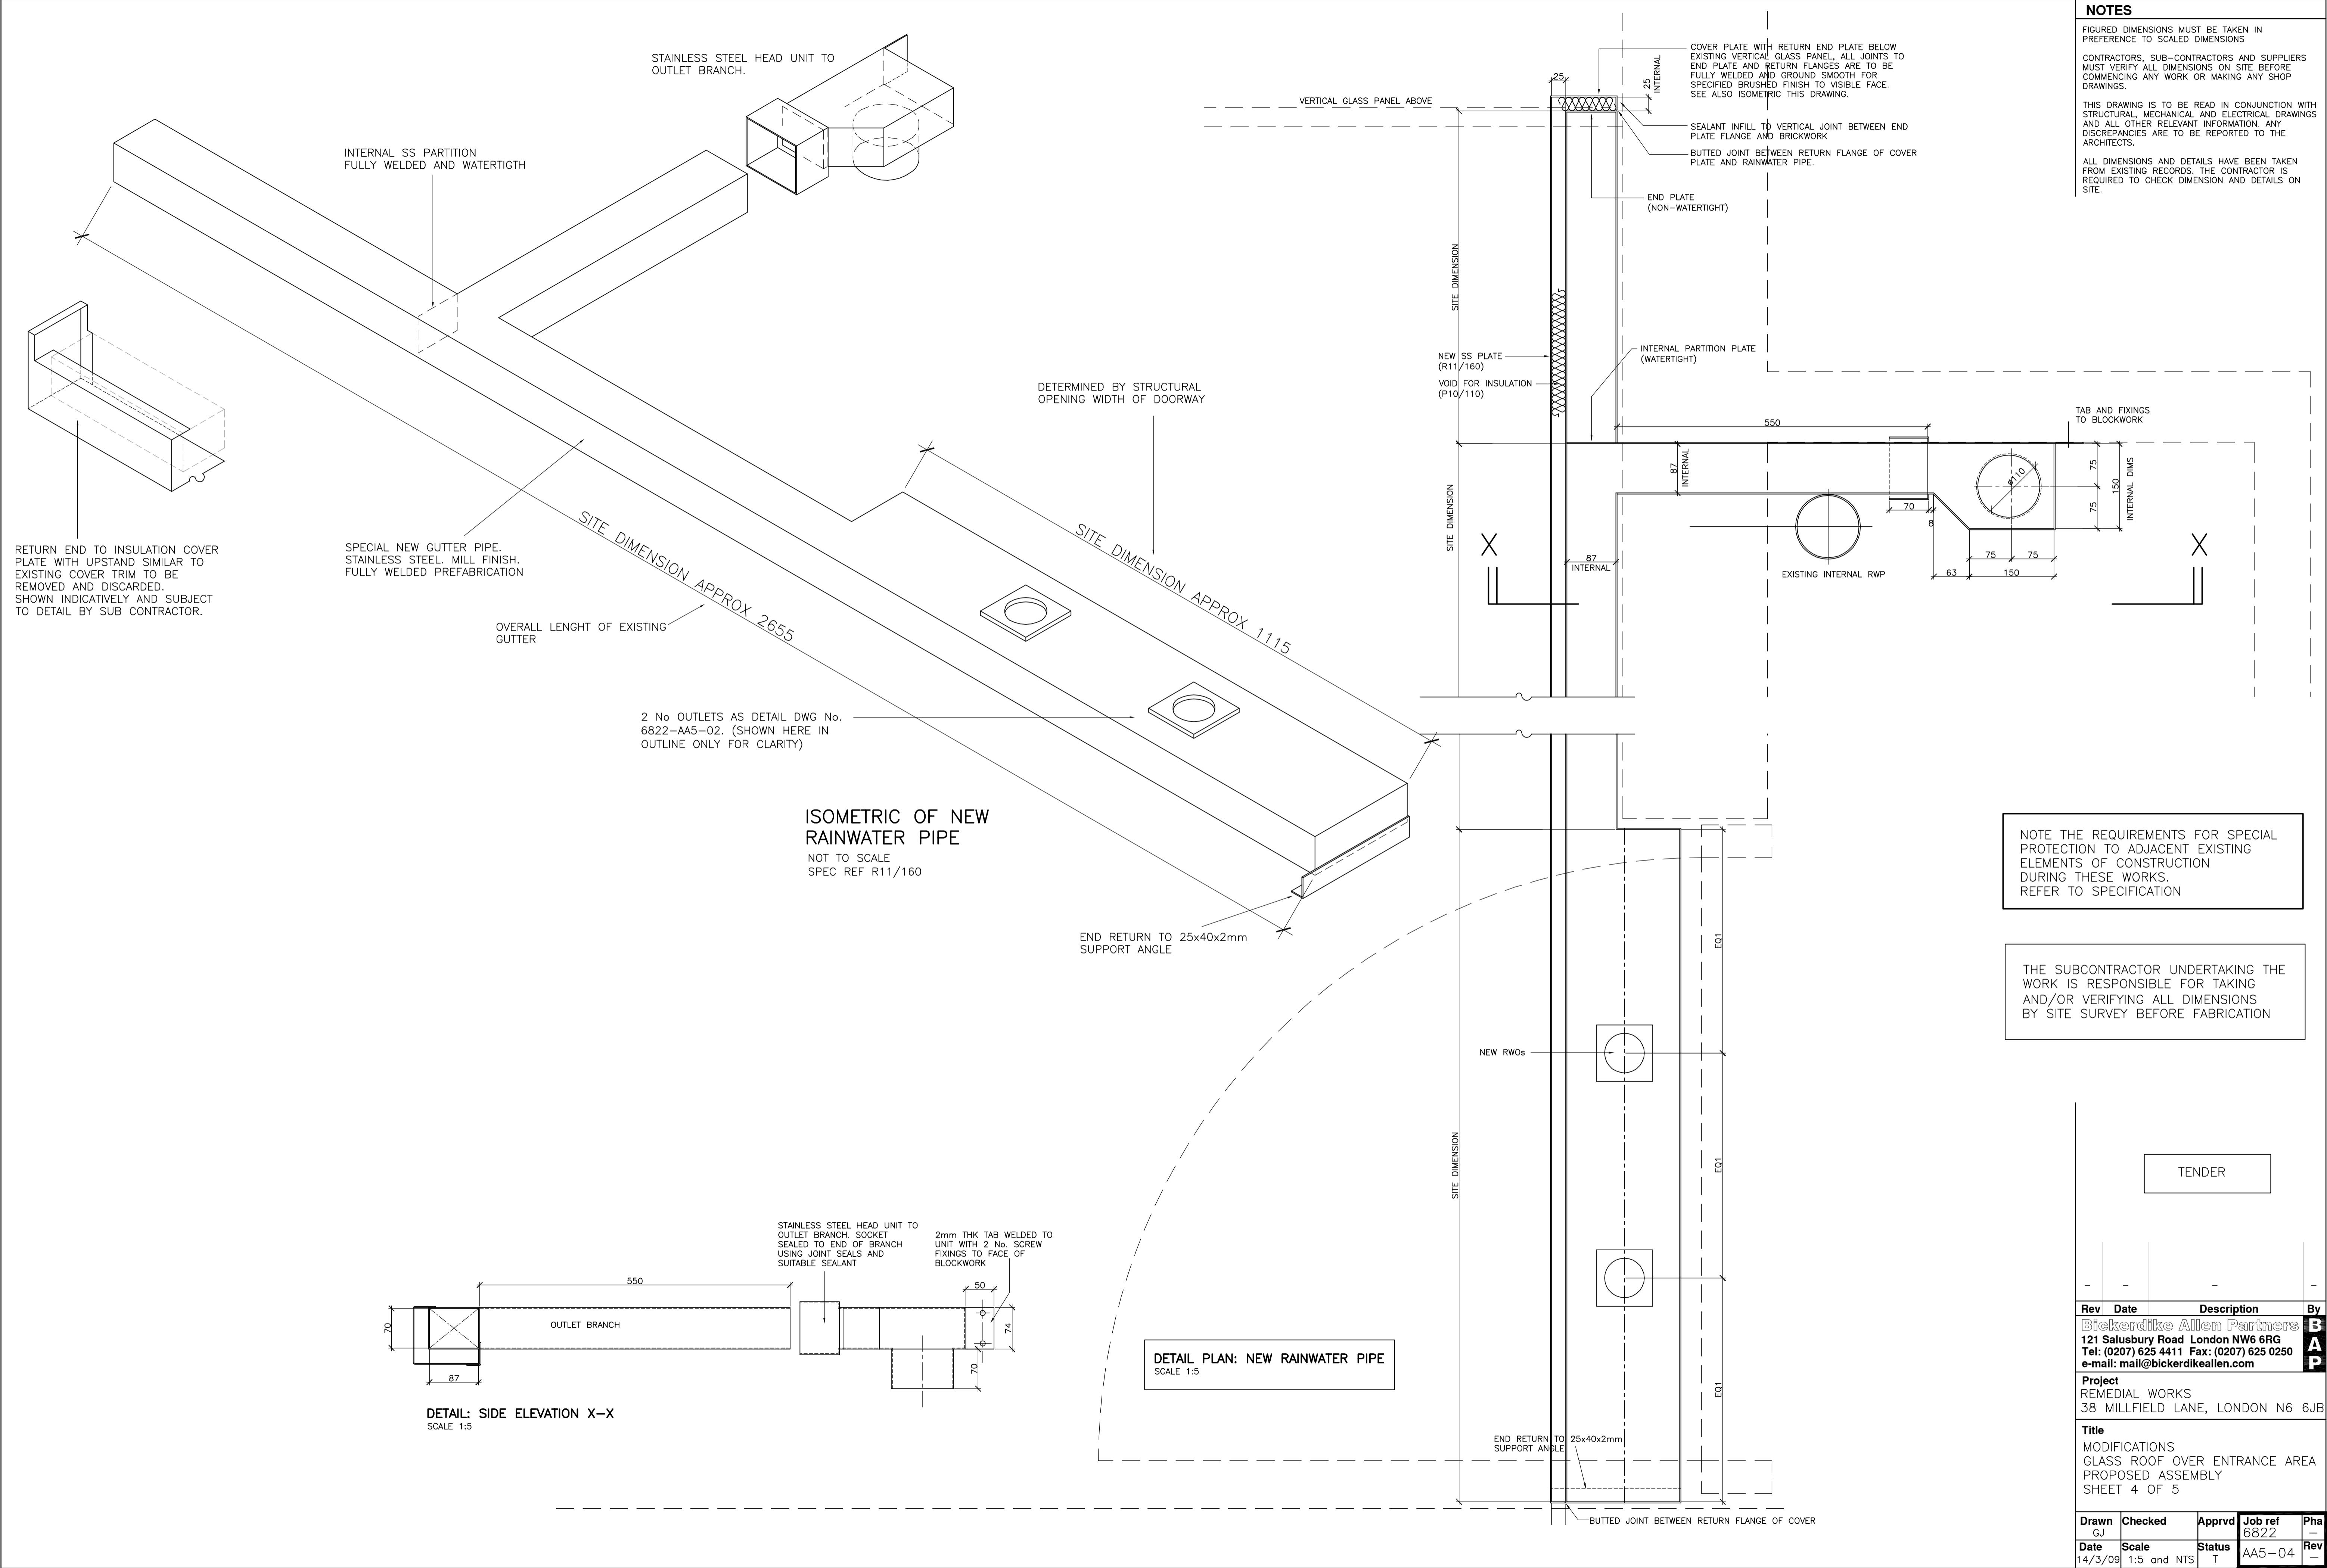 STAINLESS STEEL HEAD UNIT TO
OUTLET BRANCH.
INTERNAL SS PARTITION
FULLY WELDED AND WATERTIGTH
RETURN END TO INSULATION COVER
PLATE WITH UPSTAND SIMILAR TO
EXISTING COVER TRIM TO BE
REMOVED AND DISCARDED.
SHOWN INDICATIVELY AND SUBJECT
TO DETAIL BY SUB CONTRACTOR.
SPECIAL NEW GUTTER PIPE.
STAINLESS STEEL. MILL FINISH.
FULLY WELDED PREFABRICATION
OVERALL LENGHT OF EXISTING
GUTTER
SITE DIMENSION APPROX 2655
DETERMINED BY STRUCTURAL
OPENING WIDTH OF DOORWAY
SITE DIMENSION APPROX 1115
2 No OUTLETS AS DETAIL DWG No.
6822-AA5-02. (SHOWN HERE IN
OUTLINE ONLY FOR CLARITY)
ISOMETRIC OF NEW
RAINWATER PIPE
NOT TO SCALE
SPEC REF R11/160
END RETURN TO 25x40x2mm
SUPPORT ANGLE
STAINLESS STEEL HEAD UNIT TO
OUTLET BRANCH. SOCKET
SEALED TO END OF BRANCH
USING JOINT SEALS AND
SUITABLE SEALANT
2mm THK TAB WELDED TO
UNIT WITH 2 No. SCREW
FIXINGS TO FACE OF
BLOCKWORK
550
50
70
OUTLET BRANCH
74
70
87
DETAIL: SIDE ELEVATION X-X
SCALE 1:5
VERTICAL GLASS PANEL ABOVE
25
25
INTERNAL
COVER PLATE WITH RETURN END PLATE BELOW
EXISTING VERTICAL GLASS PANEL, ALL JOINTS TO
END PLATE AND RETURN FLANGES ARE TO BE
FULLY WELDED AND GROUND SMOOTH FOR
SPECIFIED BRUSHED FINISH TO VISIBLE FACE.
SEE ALSO ISOMETRIC THIS DRAWING.
SEALANT INFILL TO VERTICAL JOINT BETWEEN END
PLATE FLANGE AND BRICKWORK
BUTTED JOINT BETWEEN RETURN FLANGE OF COVER
PLATE AND RAINWATER PIPE.
END PLATE
(NON-WATERTIGHT)
SITE DIMENSION
NEW SS PLATE
(R11/160)
VOID FOR INSULATION
(P10/110)
INTERNAL PARTITION PLATE
(WATERTIGHT)
TAB AND FIXINGS
TO BLOCKWORK
550
87
INTERNAL
ø110
75
75
150
INTERNAL DIMS
70
8
75
75
63
150
SITE DIMENSION
X
X
87
INTERNAL
EXISTING INTERNAL RWP
EQ1
NEW RWOs
EQ1
SITE DIMENSION
EQ1
END RETURN TO 25x40x2mm
SUPPORT ANGLE
BUTTED JOINT BETWEEN RETURN FLANGE OF COVER
DETAIL PLAN: NEW RAINWATER PIPE
SCALE 1:5
NOTES
FIGURED DIMENSIONS MUST BE TAKEN IN
PREFERENCE TO SCALED DIMENSIONS
CONTRACTORS, SUB-CONTRACTORS AND SUPPLIERS
MUST VERIFY ALL DIMENSIONS ON SITE BEFORE
COMMENCING ANY WORK OR MAKING ANY SHOP
DRAWINGS.
THIS DRAWING IS TO BE READ IN CONJUNCTION WITH
STRUCTURAL, MECHANICAL AND ELECTRICAL DRAWINGS
AND ALL OTHER RELEVANT INFORMATION. ANY
DISCREPANCIES ARE TO BE REPORTED TO THE
ARCHITECTS.
ALL DIMENSIONS AND DETAILS HAVE BEEN TAKEN
FROM EXISTING RECORDS. THE CONTRACTOR IS
REQUIRED TO CHECK DIMENSION AND DETAILS ON
SITE.
NOTE THE REQUIREMENTS FOR SPECIAL
PROTECTION TO ADJACENT EXISTING
ELEMENTS OF CONSTRUCTION
DURING THESE WORKS.
REFER TO SPECIFICATION
THE SUBCONTRACTOR UNDERTAKING THE
WORK IS RESPONSIBLE FOR TAKING
AND/OR VERIFYING ALL DIMENSIONS
BY SITE SURVEY BEFORE FABRICATION
TENDER
- - - -
Rev Date Description By
Bickerdike Allen Partners
121 Salusbury Road London NW6 6RG
Tel: (0207) 625 4411 Fax: (0207) 625 0250
e-mail: mail@bickerdikeallen.com
B
A
P
Project
REMEDIAL WORKS
38 MILLFIELD LANE, LONDON N6 6JB
Title
MODIFICATIONS
GLASS ROOF OVER ENTRANCE AREA
PROPOSED ASSEMBLY
SHEET 4 OF 5
Drawn Checked Apprvd Job ref Pha
GJ 6822 -
Date Scale Status Rev
14/3/09 1:5 and NTS T AA5-04 -